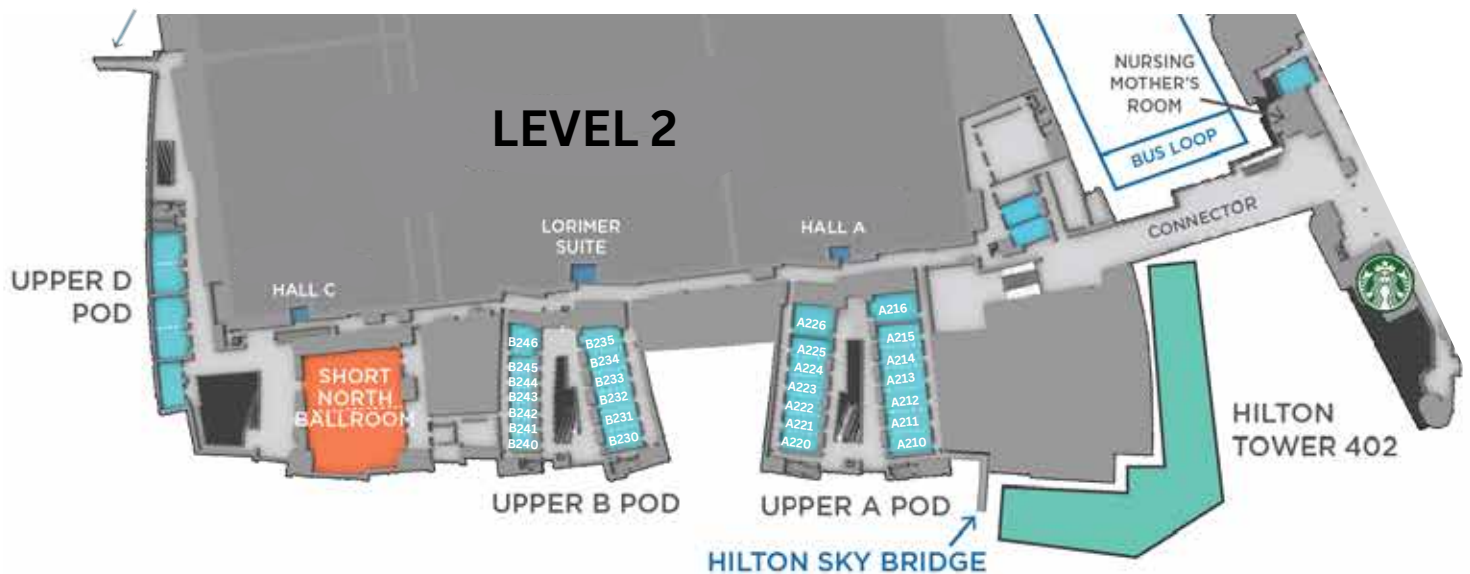 LEVEL 2
NURSING
MOTHER'S
ROOM
BUS LOOP
CONNECTOR
LORIMER
SUITE
HALL A
HALL C
UPPER D
POD
SHORT
NORTH
BALLROOM
B246
B245
B244
B243
B242
B241
B240
B235
B234
B233
B232
B231
B230
A226
A225
A224
A223
A222
A221
A220
A216
A215
A214
A213
A212
A211
A210
HILTON
TOWER 402
UPPER B POD
UPPER A POD
HILTON SKY BRIDGE